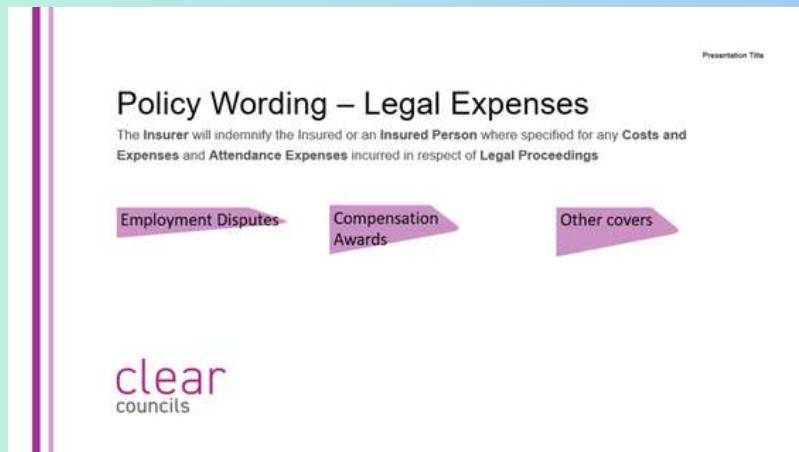 Presentation Title
Policy Wording – Legal Expenses
The Insurer will indemnify the Insured or an Insured Person where specified for any Costs and
Expenses and Attendance Expenses incurred in respect of Legal Proceedings
Employment Disputes
Compensation
Awards
Other covers
clear
councils